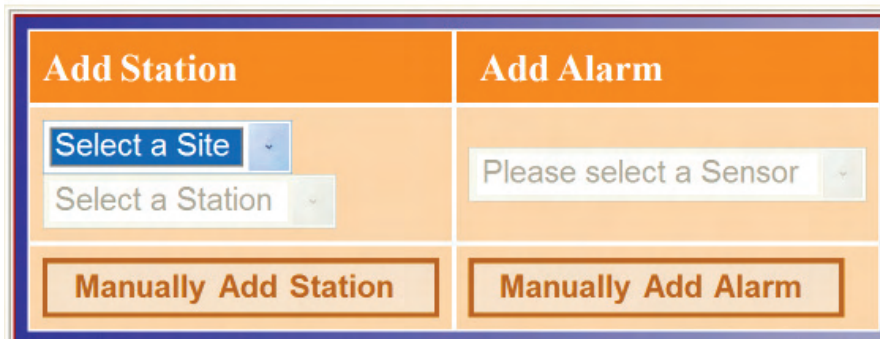 Add Station
Add Alarm
Select a Site
Select a Station
Please select a Sensor
Manually Add Station
Manually Add Alarm